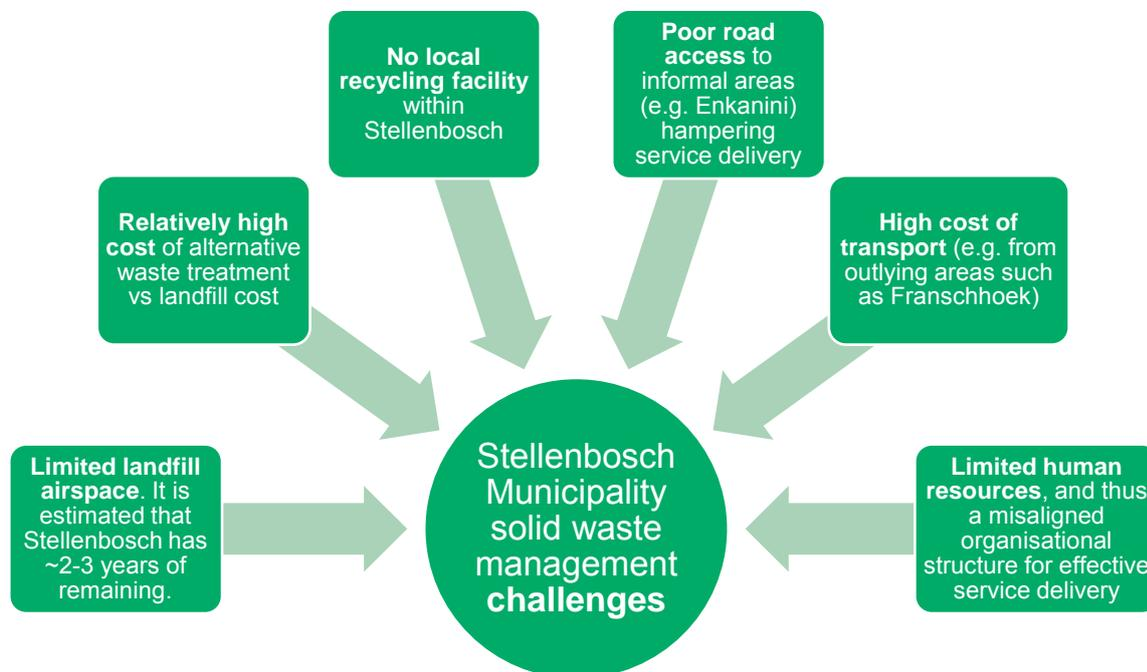 No local
recycling facility
within
Stellenbosch
Poor road
access to
informal areas
(e.g. Enkanini)
hampering
service delivery
Relatively high
cost of alternative
waste treatment
vs landfill cost
High cost of
transport (e.g. from
outlying areas such
as Franschhoek)
Limited landfill
airspace. It is
estimated that
Stellenbosch has
~2-3 years of
remaining.
Stellenbosch
Municipality
solid waste
management
challenges
Limited human
resources, and thus
a misaligned
organisational
structure for effective
service delivery